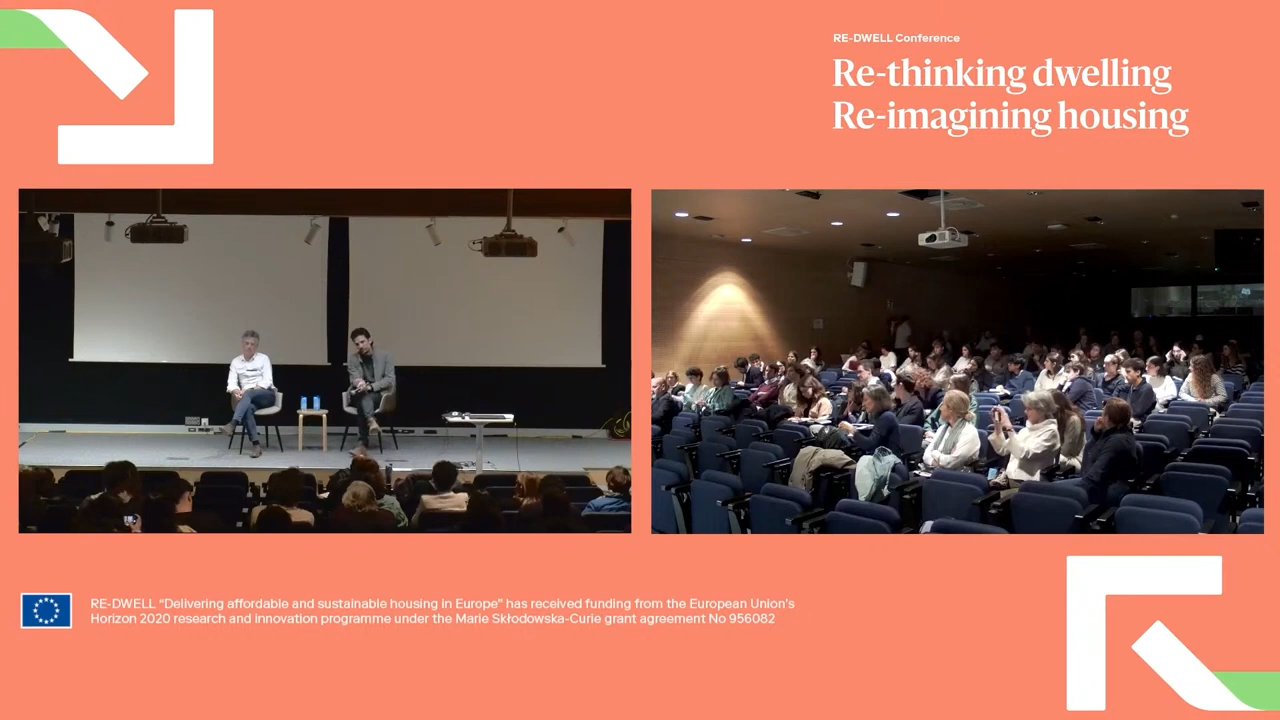 RE-DWELL Conference
Re-thinking dwelling
Re-imagining housing
RE-DWELL “Delivering affordable and sustainable housing in Europe” has received funding from the European Union’s
Horizon 2020 research and innovation programme under the Marie Skłodowska-Curie grant agreement No 956082